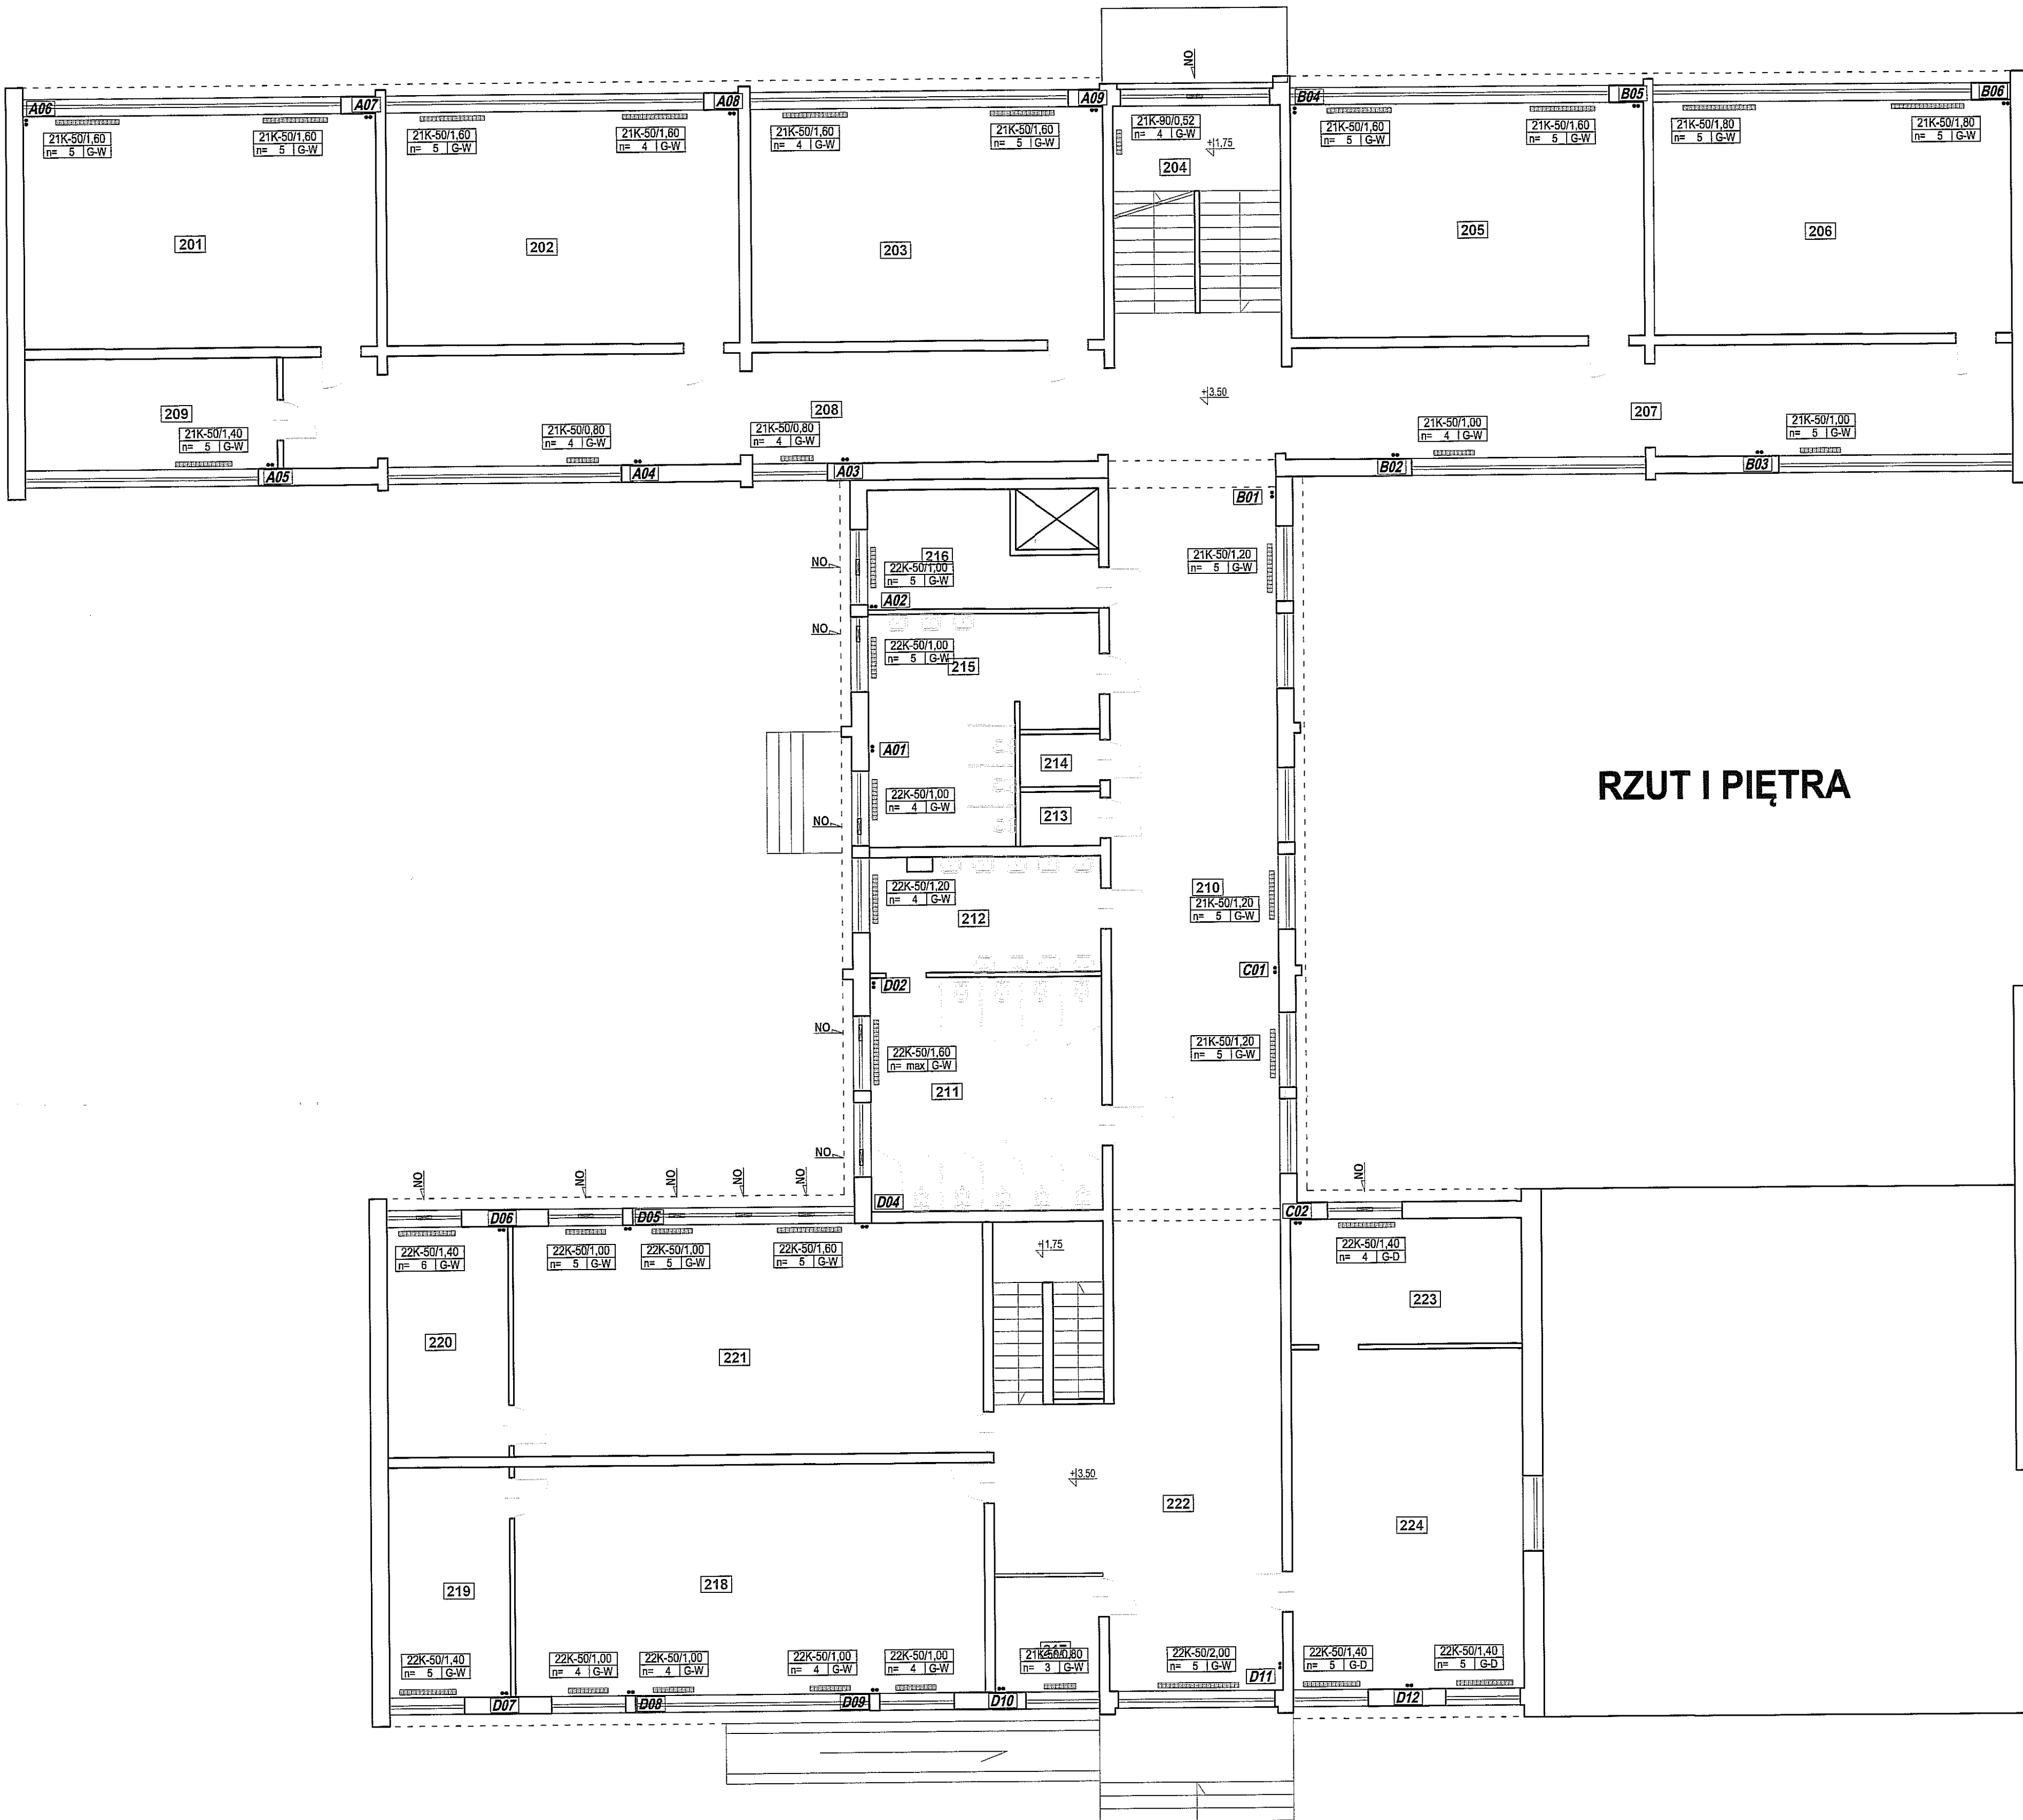 NO
A06
A07
A08
A09
B04
B05
B06
21K-50/1,60
n= 5 G-W
21K-50/1,60
n= 5 G-W
21K-50/1,60
n= 5 G-W
21K-50/1,60
n= 4 G-W
21K-50/1,60
n= 4 G-W
21K-50/1,60
n= 5 G-W
21K-90/0,52
n= 4 G-W
+1.75
21K-50/1,60
n= 5 G-W
21K-50/1,60
n= 5 G-W
21K-50/1,80
n= 5 G-W
21K-50/1,80
n= 5 G-W
204
201
202
203
205
206
+3.50
209
208
207
21K-50/1,40
n= 5 G-W
21K-50/0,80
n= 4 G-W
21K-50/0,80
n= 4 G-W
21K-50/1,00
n= 4 G-W
21K-50/1,00
n= 5 G-W
A05
A04
A03
B02
B03
B01
216
22K-50/1,00
n= 5 G-W
21K-50/1,20
n= 5 G-W
NO
A02
NO
22K-50/1,00
n= 5 G-W
215
A01
214
RZUT I PIĘTRA
22K-50/1,00
n= 4 G-W
213
NO
22K-50/1,20
n= 4 G-W
212
210
21K-50/1,20
n= 5 G-W
C01
D02
NO
22K-50/1,60
n= max G-W
21K-50/1,20
n= 5 G-W
211
NO
NO
NO
NO
NO
NO
NO
D04
D06
D05
C02
22K-50/1,40
n= 6 G-W
22K-50/1,00
n= 5 G-W
22K-50/1,00
n= 5 G-W
22K-50/1,60
n= 5 G-W
+1.75
22K-50/1,40
n= 4 G-D
223
220
221
+3.50
222
224
219
218
22K-50/1,40
n= 5 G-W
22K-50/1,00
n= 4 G-W
22K-50/1,00
n= 4 G-W
22K-50/1,00
n= 4 G-W
22K-50/1,00
n= 4 G-W
217
21K-50/0,80
n= 3 G-W
22K-50/2,00
n= 5 G-W
D11
22K-50/1,40
n= 5 G-D
22K-50/1,40
n= 5 G-D
D07
D08
D09
D10
D12